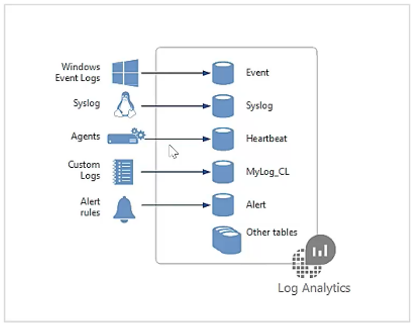 Windows
Event Logs
Event
Syslog
Syslog
Agents
Heartbeat
Custom
Logs
MyLog_CL
Alert
rules
Alert
Other tables
Log Analytics